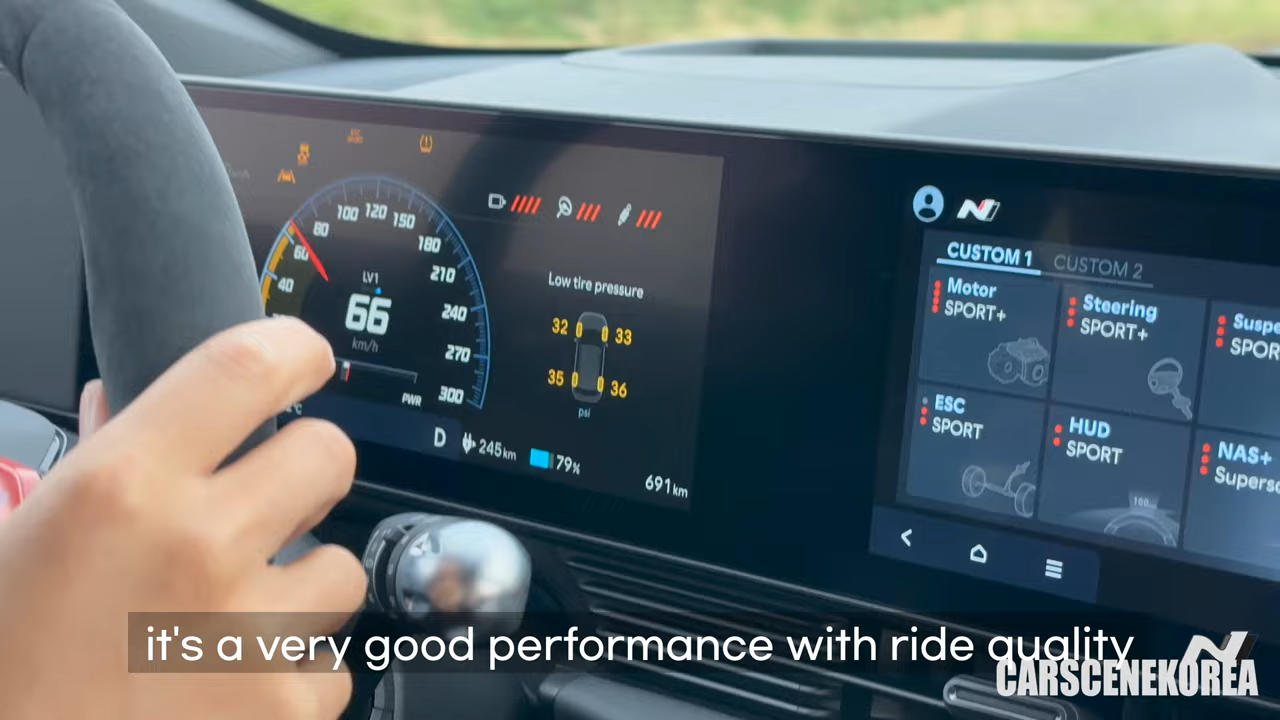 40
60
80
100
120
150
180
210
240
270
300
LV1
66
km/h
PWR
Low tire pressure
32 33
35 36
psi
D 245km 79%
691km
N
CUSTOM 1 CUSTOM 2
Motor
SPORT+
Steering
SPORT+
ESC
SPORT
HUD
SPORT
NAS+
it's a very good performance with ride quality
N
CARSCENEKOREA